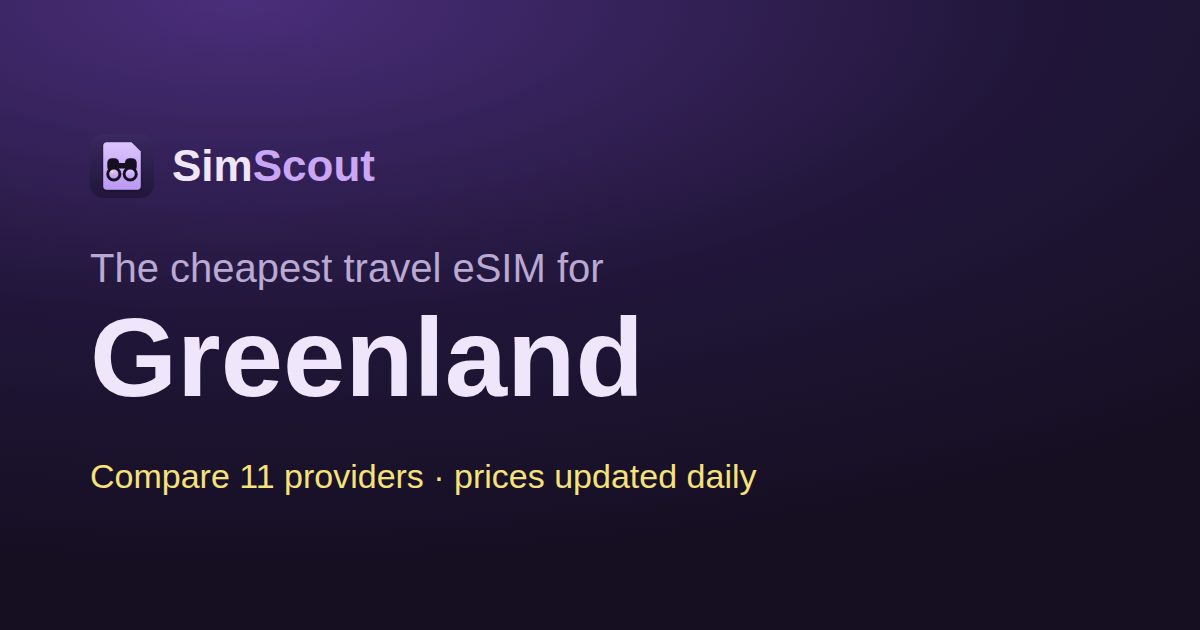 SimScout
The cheapest travel eSIM for
Greenland
Compare 11 providers · prices updated daily